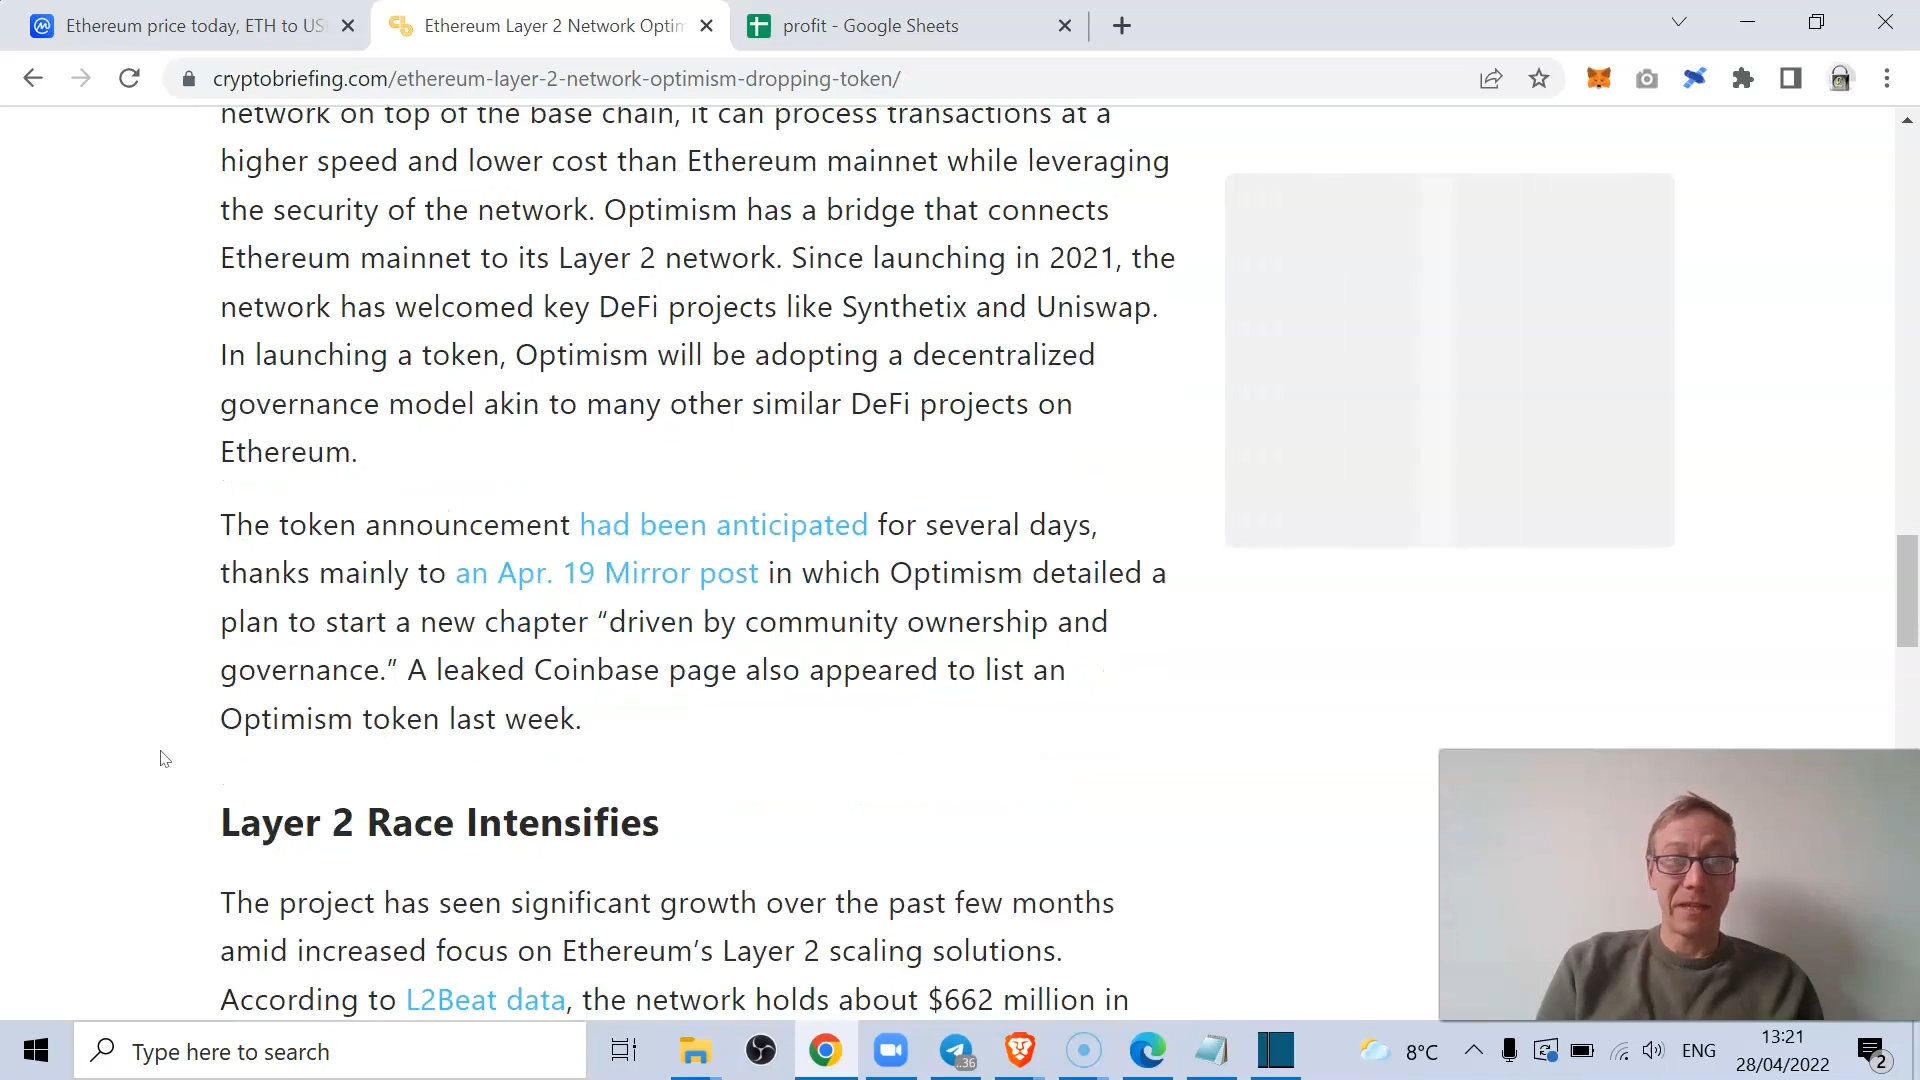 Ethereum price today, ETH to US
Ethereum Layer 2 Network Optim
profit - Google Sheets
cryptobriefing.com/ethereum-layer-2-network-optimism-dropping-token/
network on top of the base chain, it can process transactions at a
higher speed and lower cost than Ethereum mainnet while leveraging
the security of the network. Optimism has a bridge that connects
Ethereum mainnet to its Layer 2 network. Since launching in 2021, the
network has welcomed key DeFi projects like Synthetix and Uniswap.
In launching a token, Optimism will be adopting a decentralized
governance model akin to many other similar DeFi projects on
Ethereum.
The token announcement had been anticipated for several days,
thanks mainly to an Apr. 19 Mirror post in which Optimism detailed a
plan to start a new chapter “driven by community ownership and
governance.” A leaked Coinbase page also appeared to list an
Optimism token last week.
Layer 2 Race Intensifies
The project has seen significant growth over the past few months
amid increased focus on Ethereum’s Layer 2 scaling solutions.
According to L2Beat data, the network holds about $662 million in
Type here to search
36
8°C
ENG
13:21
28/04/2022
2